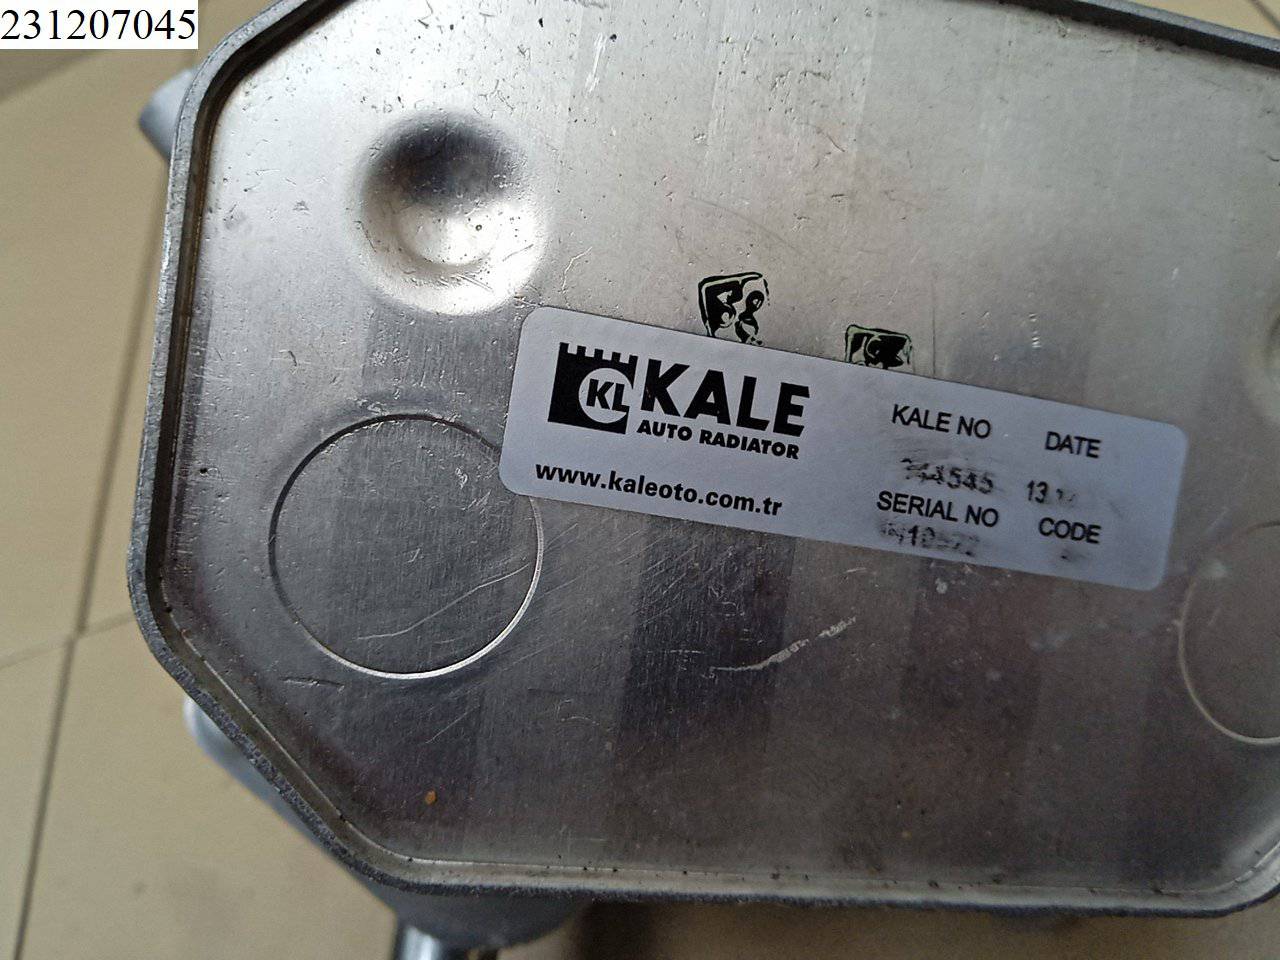 231207045
KL KALE
AUTO RADIATOR
www.kaleoto.com.tr
KALE NO DATE
SERIAL NO CODE